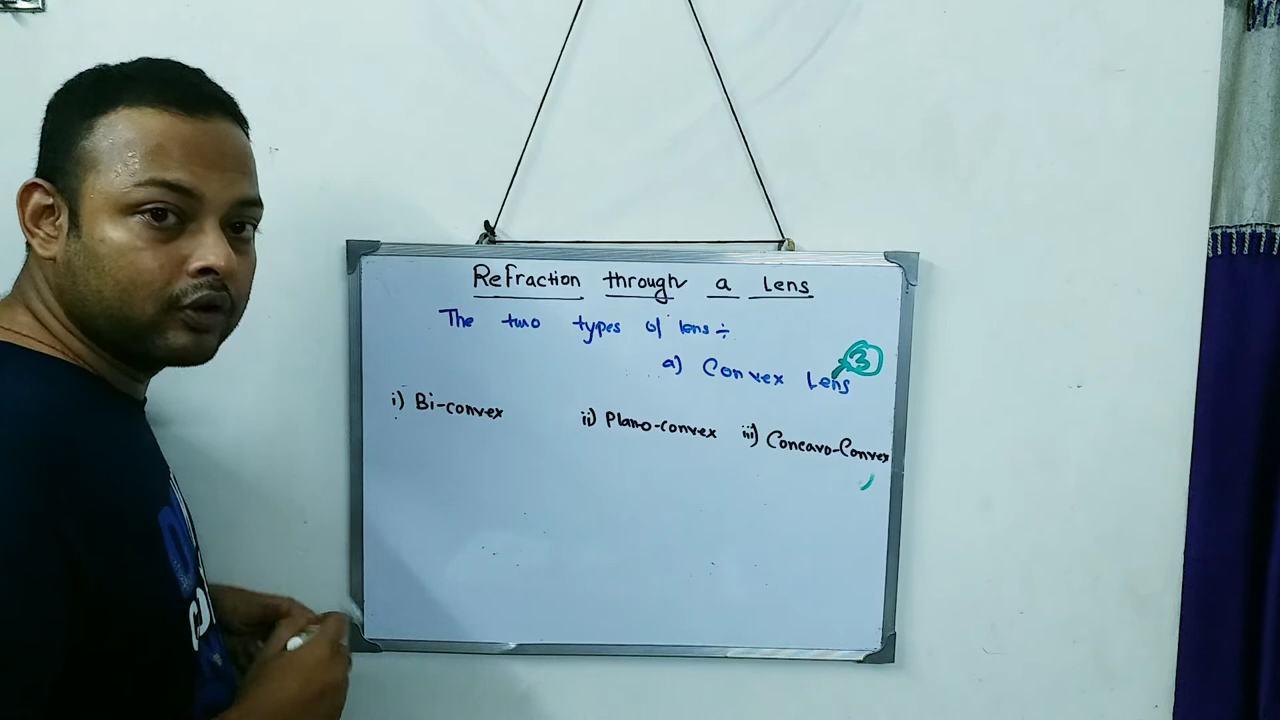 Refraction through a Lens
The two types of lens ÷
a) Convex Lens 3
i) Bi-convex ii) Plano-convex iii) Concavo-Convex